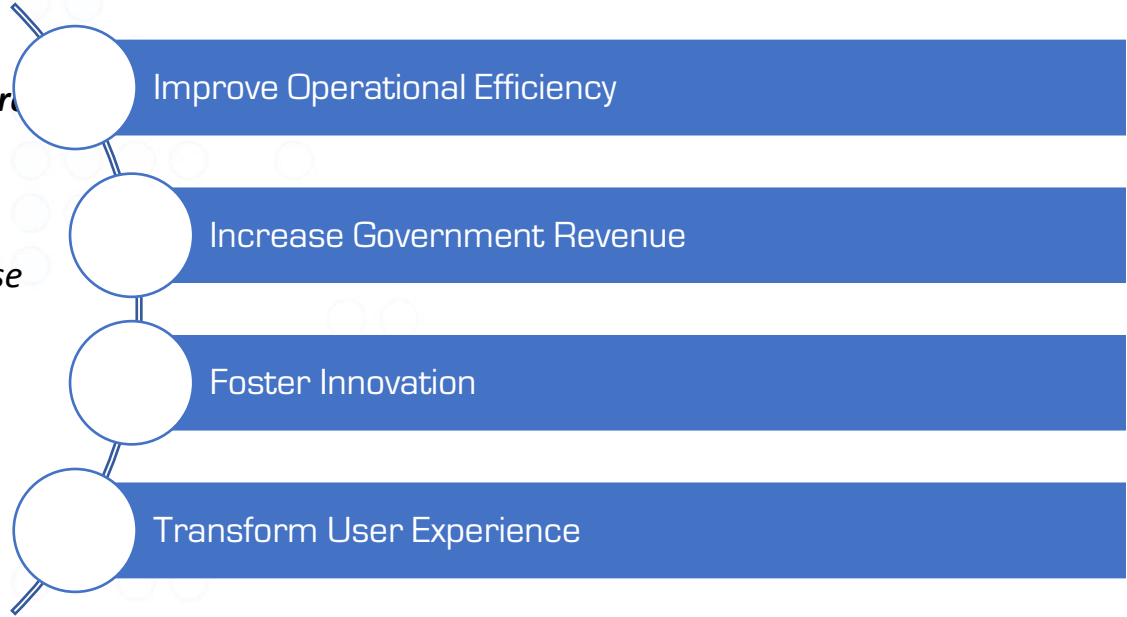 Improve Operational Efficiency
Increase Government Revenue
Foster Innovation
Transform User Experience